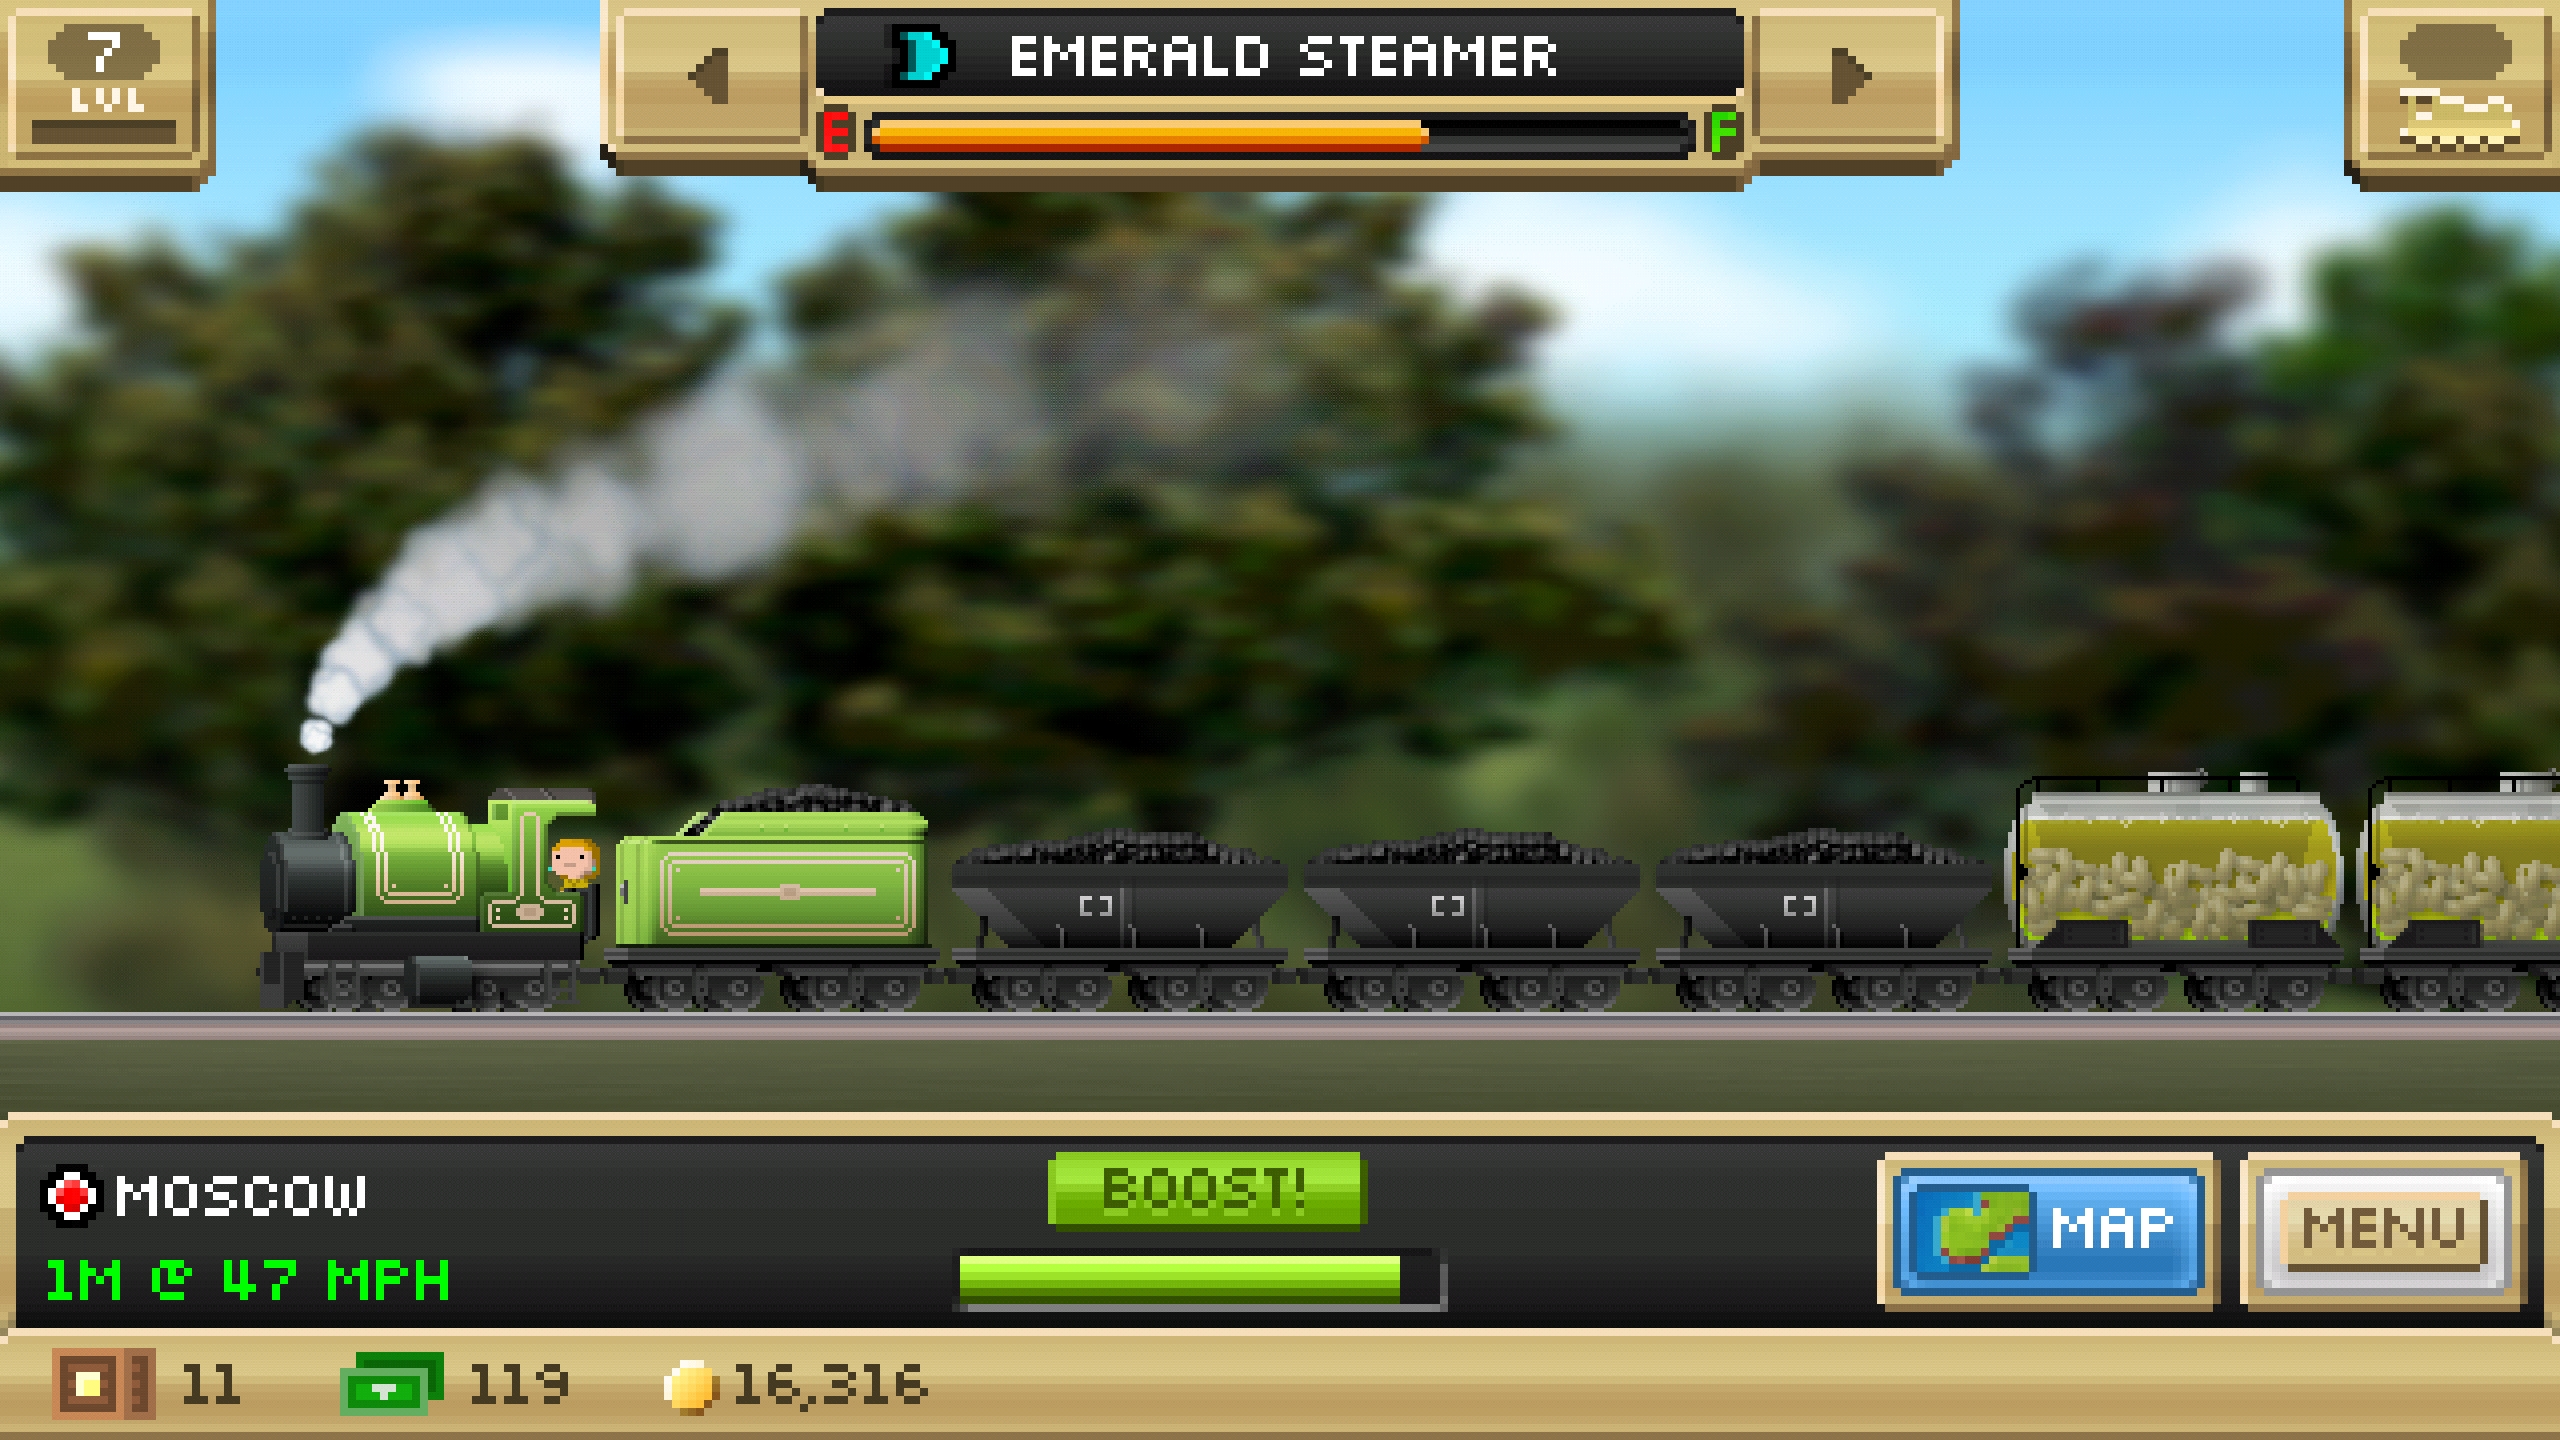 7
LVL
EMERALD STEAMER
E F
MOSCOW
1M @ 47 MPH
BOOST!
MAP
MENU
11
119
16,316